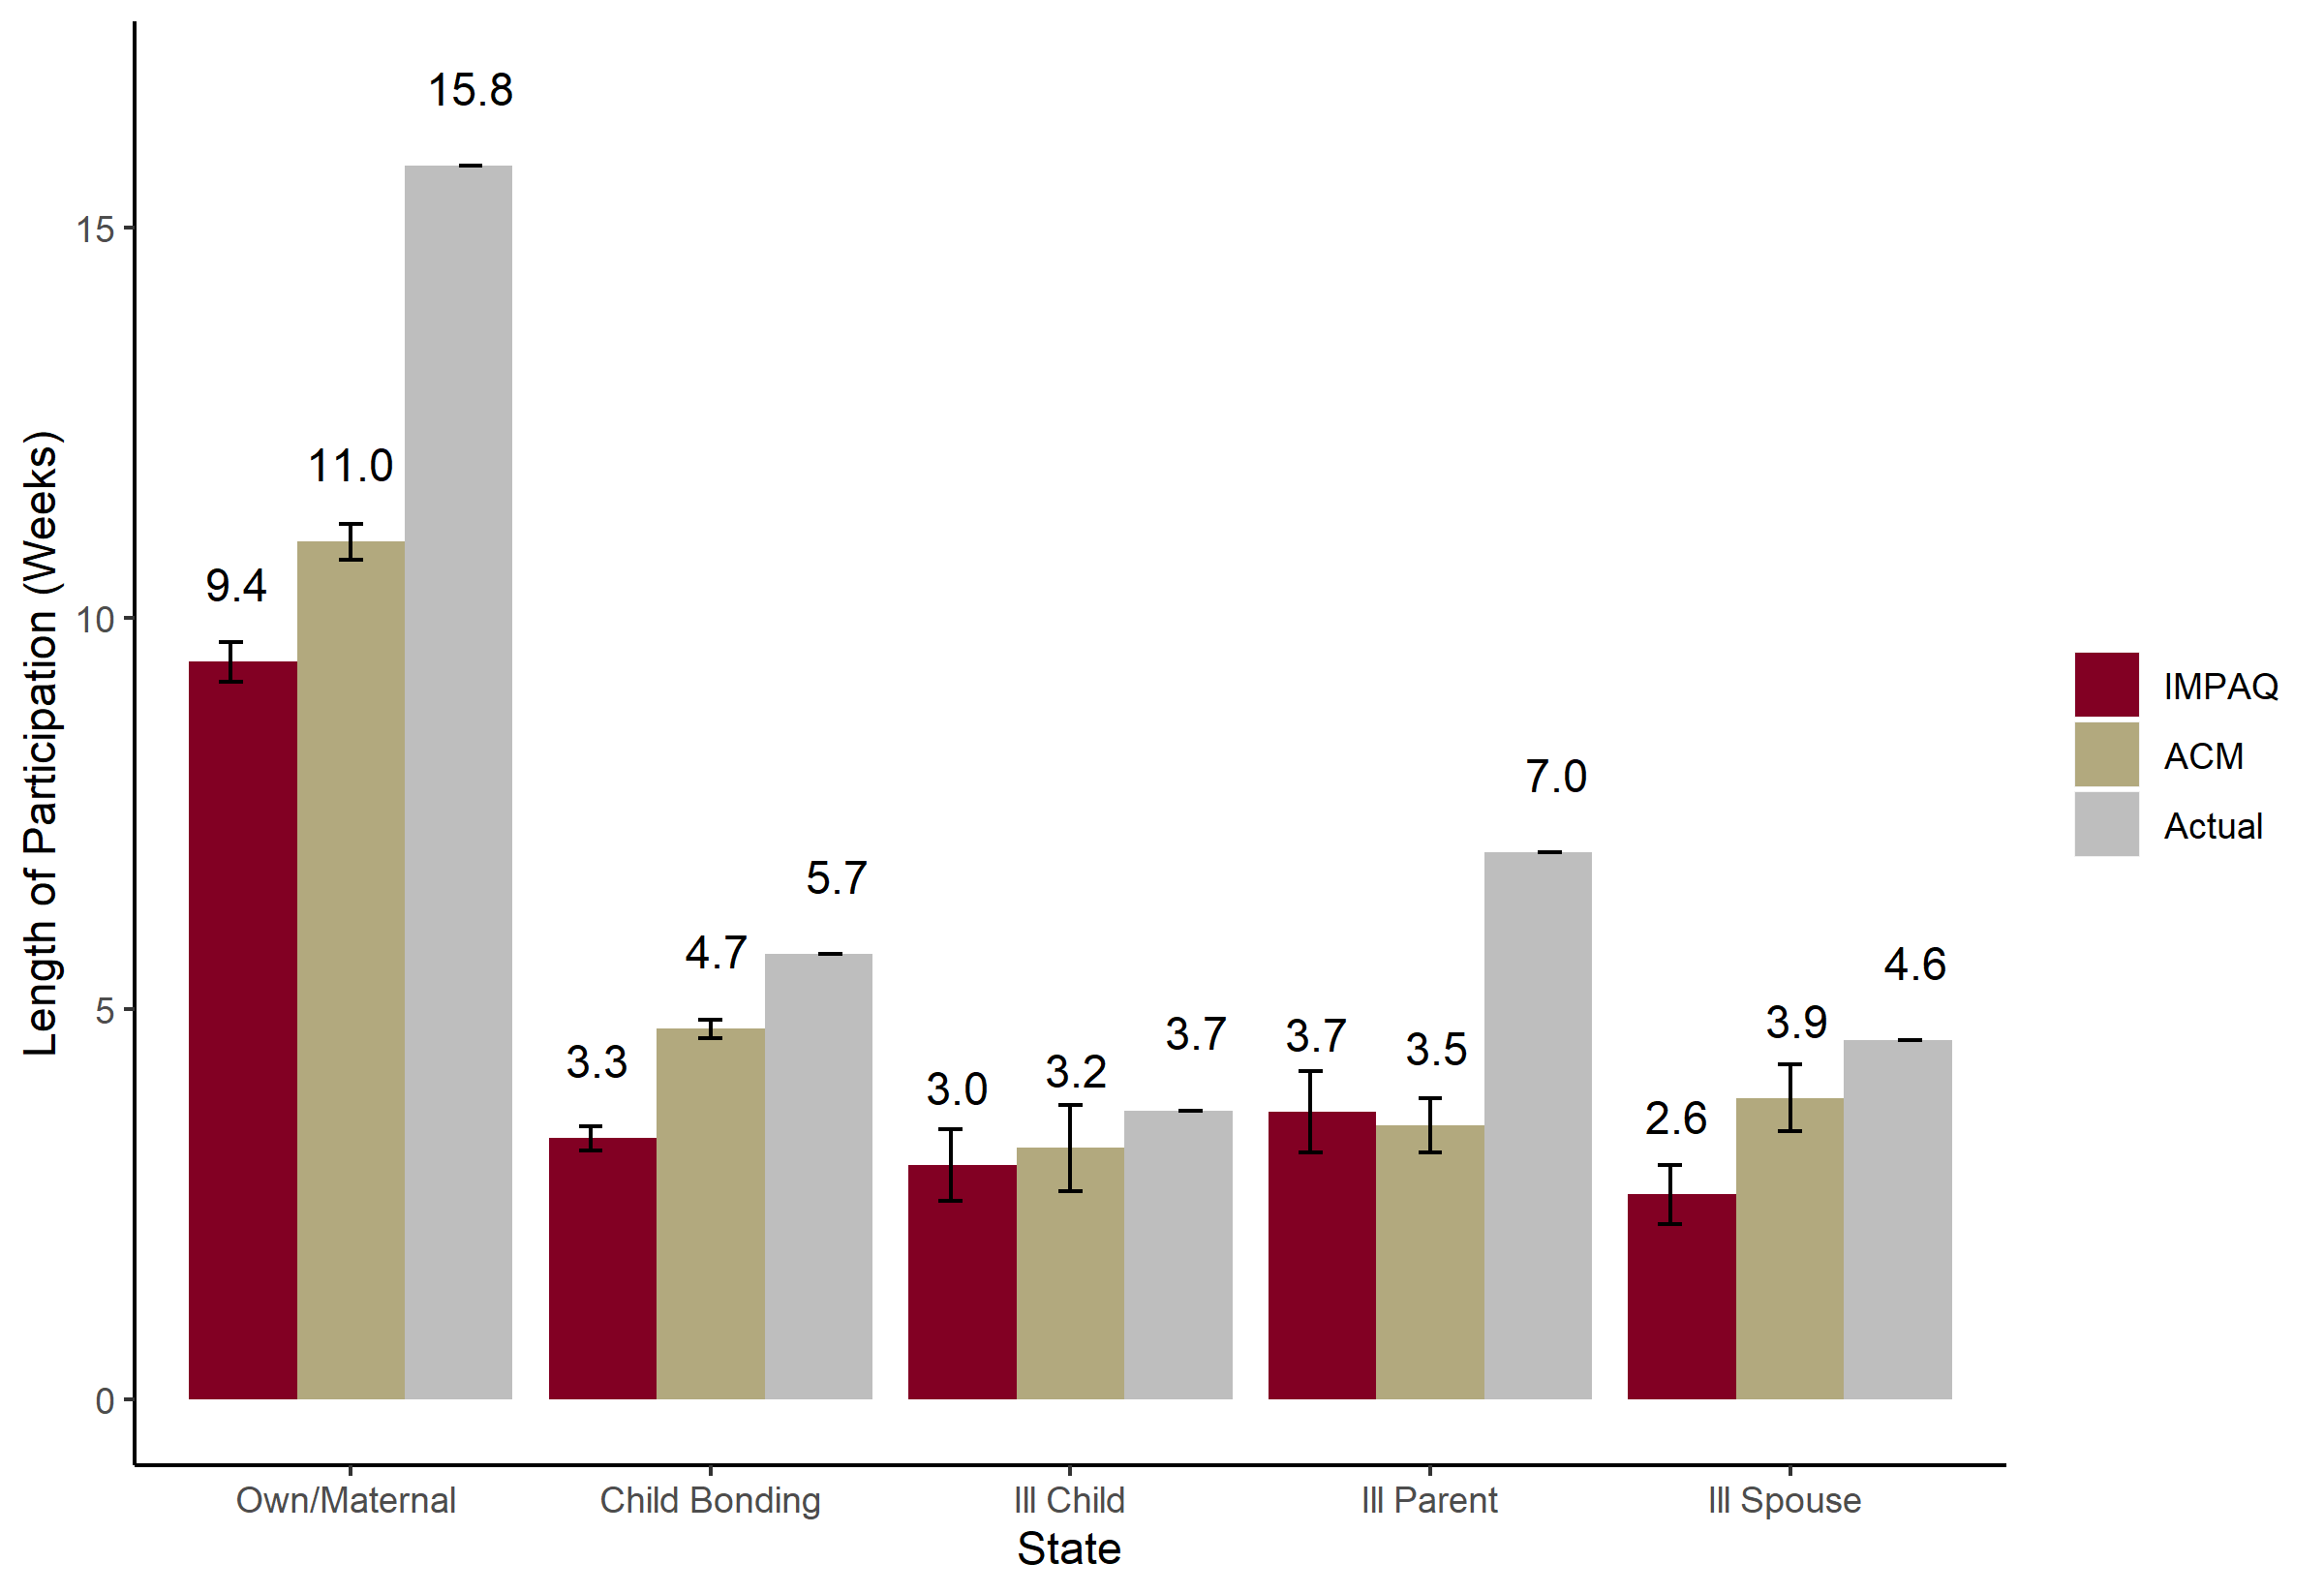 15.8
15
11.0
9.4
10
Length of Participation (Weeks)
IMPAQ
ACM
Actual
7.0
5.7
4.7
4.6
5
3.3
3.0
3.2
3.7
3.7
3.5
3.9
2.6
0
Own/Maternal
Child Bonding
Ill Child
Ill Parent
Ill Spouse
State